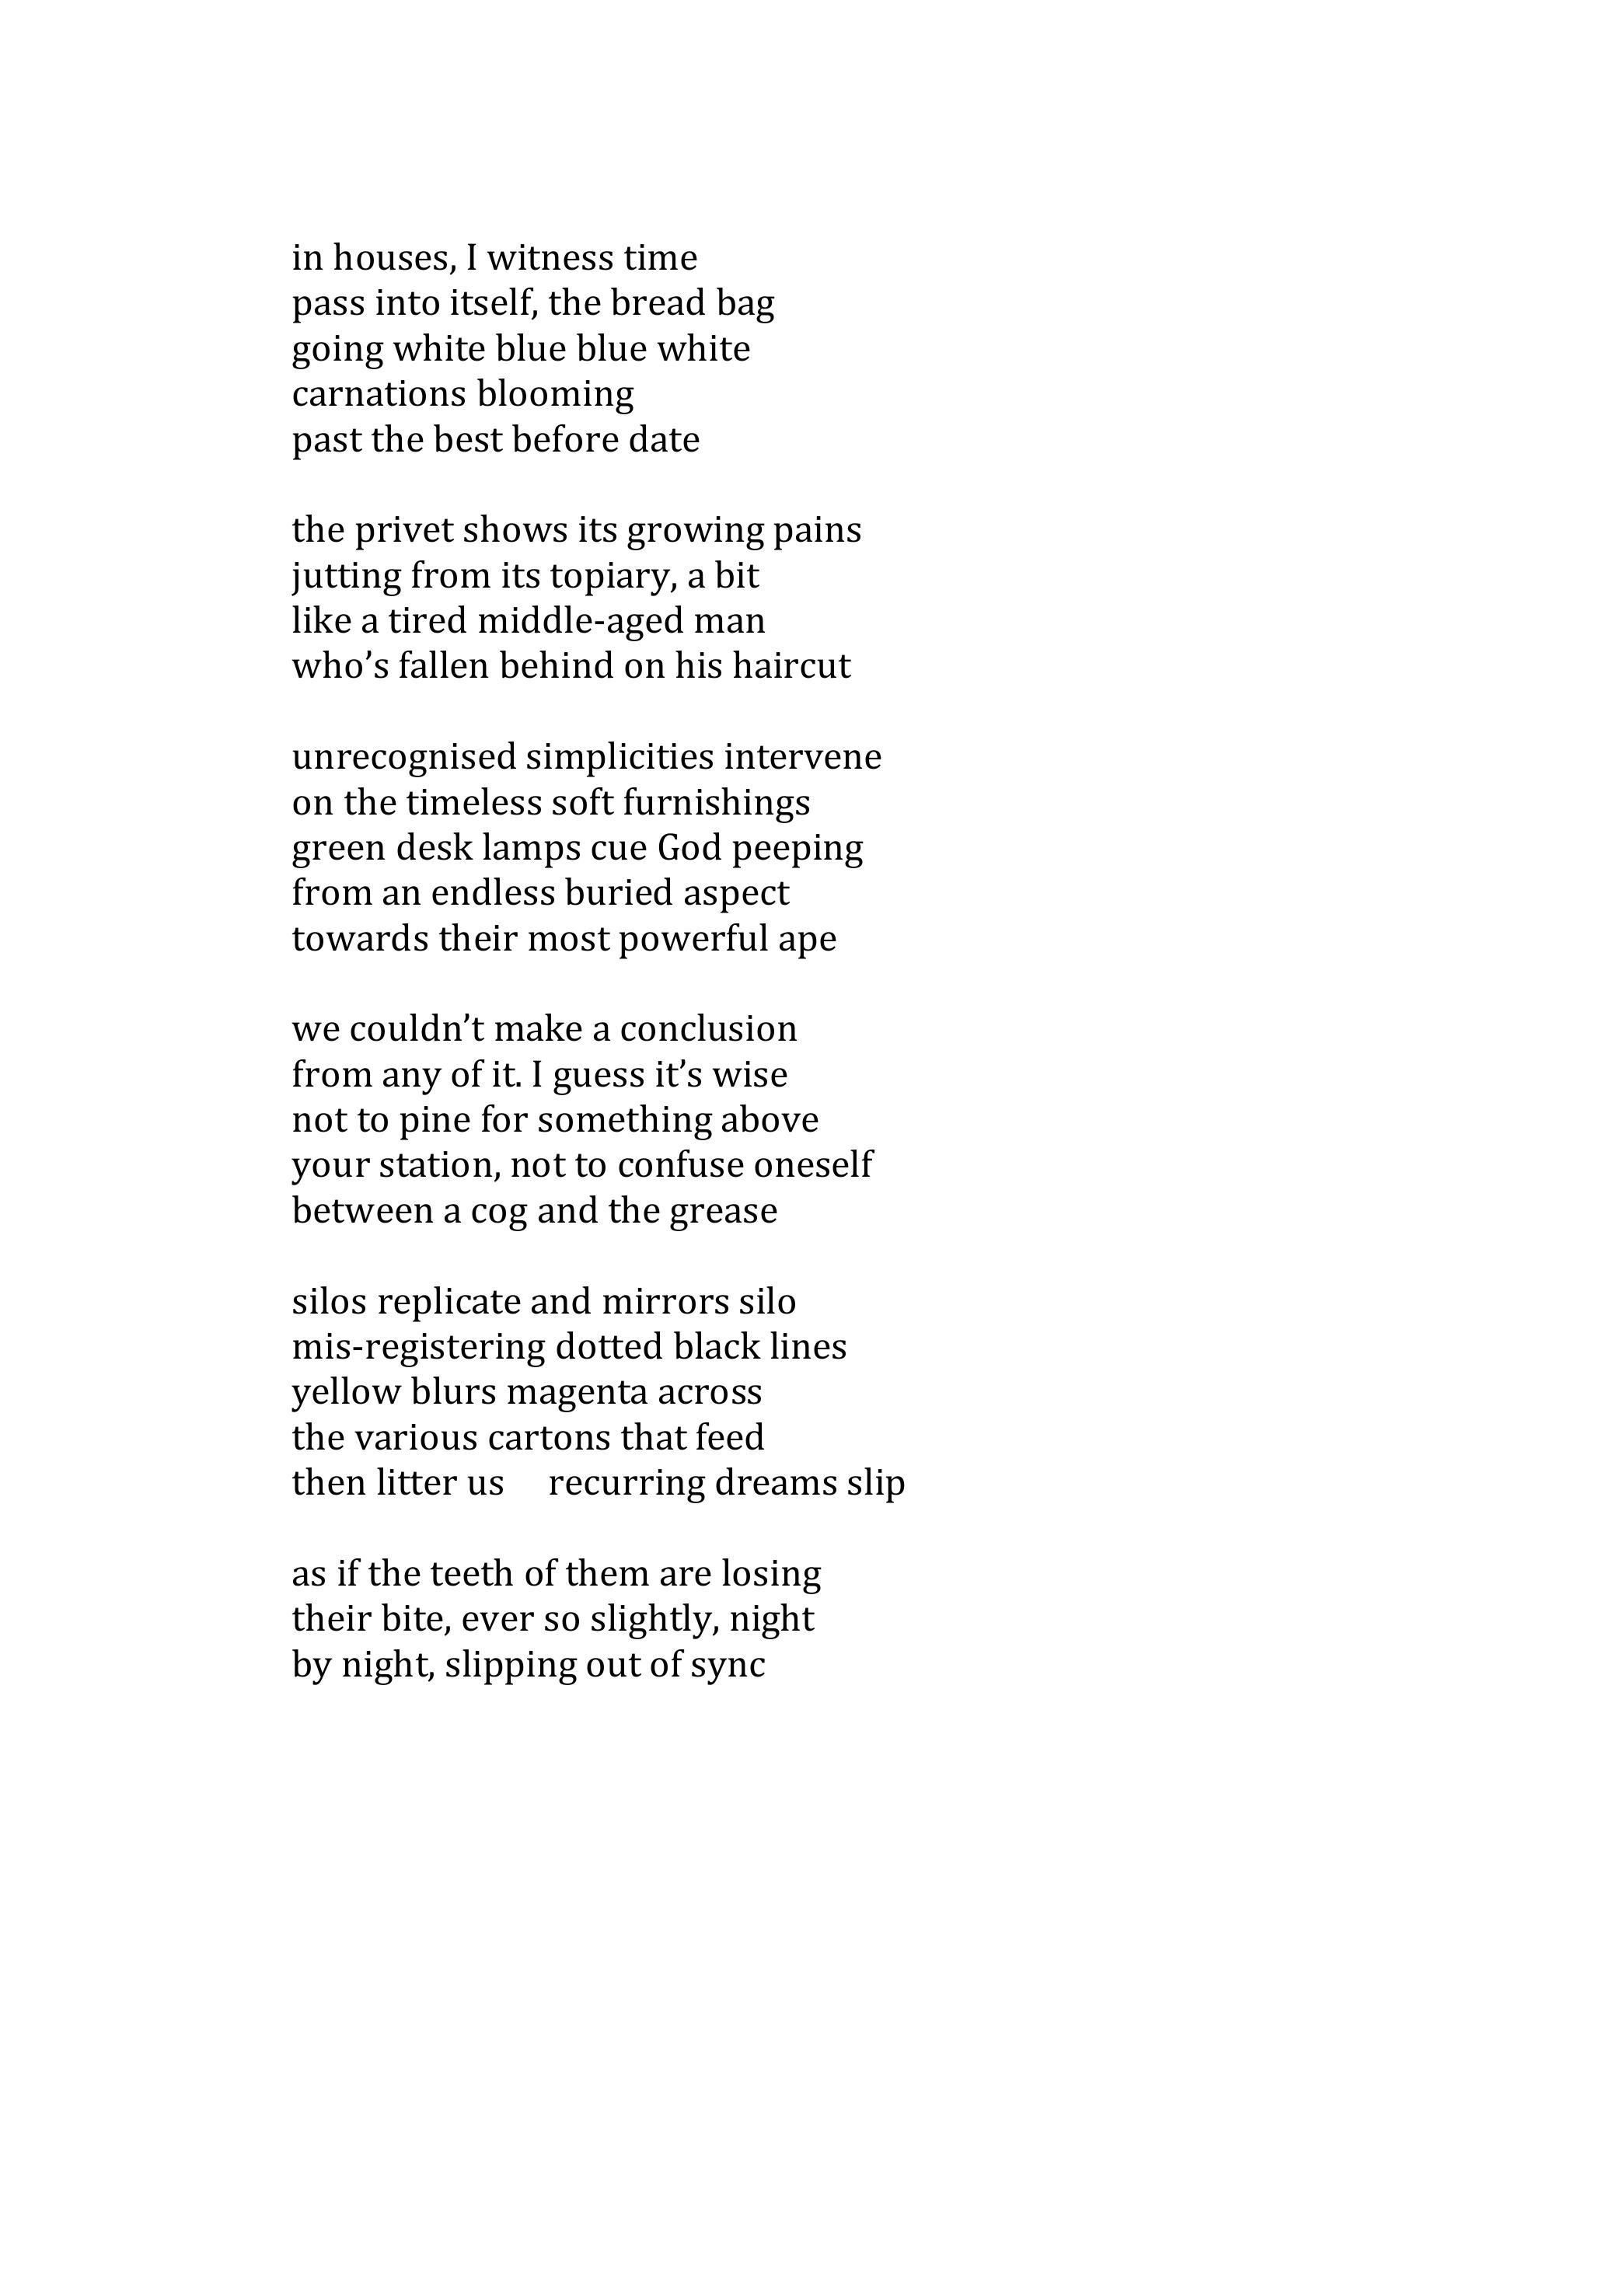 in houses, I witness time
pass into itself, the bread bag
going white blue blue white
carnations blooming
past the best before date

the privet shows its growing pains
jutting from its topiary, a bit
like a tired middle-aged man
who’s fallen behind on his haircut

unrecognised simplicities intervene
on the timeless soft furnishings
green desk lamps cue God peeping
from an endless buried aspect
towards their most powerful ape

we couldn’t make a conclusion
from any of it. I guess it’s wise
not to pine for something above
your station, not to confuse oneself
between a cog and the grease

silos replicate and mirrors silo
mis-registering dotted black lines
yellow blurs magenta across
the various cartons that feed
then litter us     recurring dreams slip

as if the teeth of them are losing
their bite, ever so slightly, night
by night, slipping out of sync